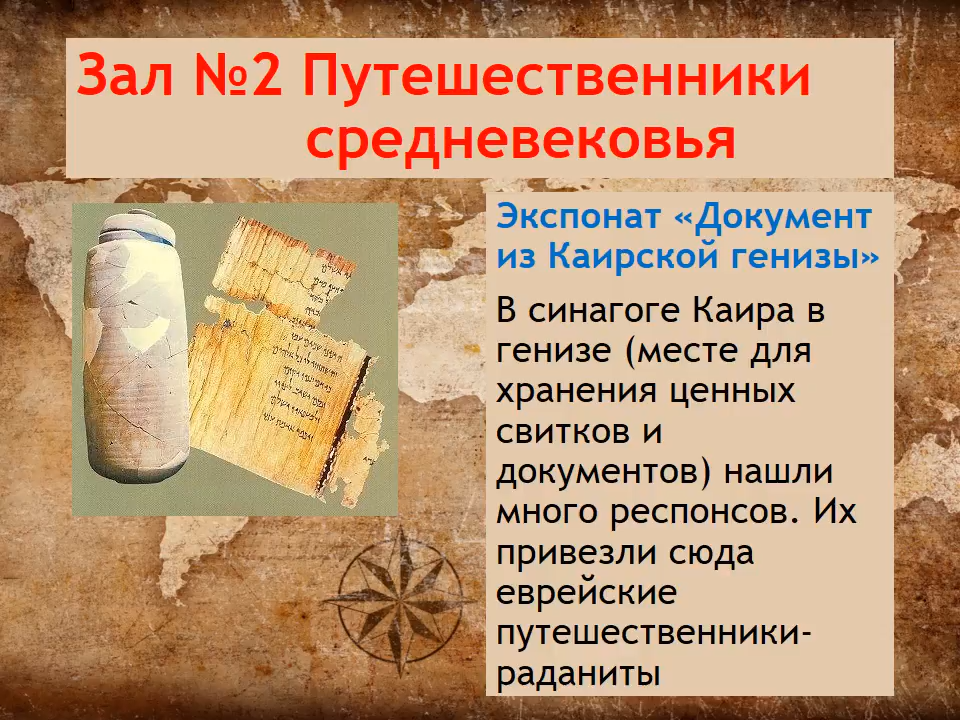 Зал №2 Путешественники
средневековья
Экспонат «Документ
из Каирской генизы»
В синагоге Каира в
генизе (месте для
хранения ценных
свитков и
документов) нашли
много респонсов. Их
привезли сюда
еврейские
путешественники-
раданиты